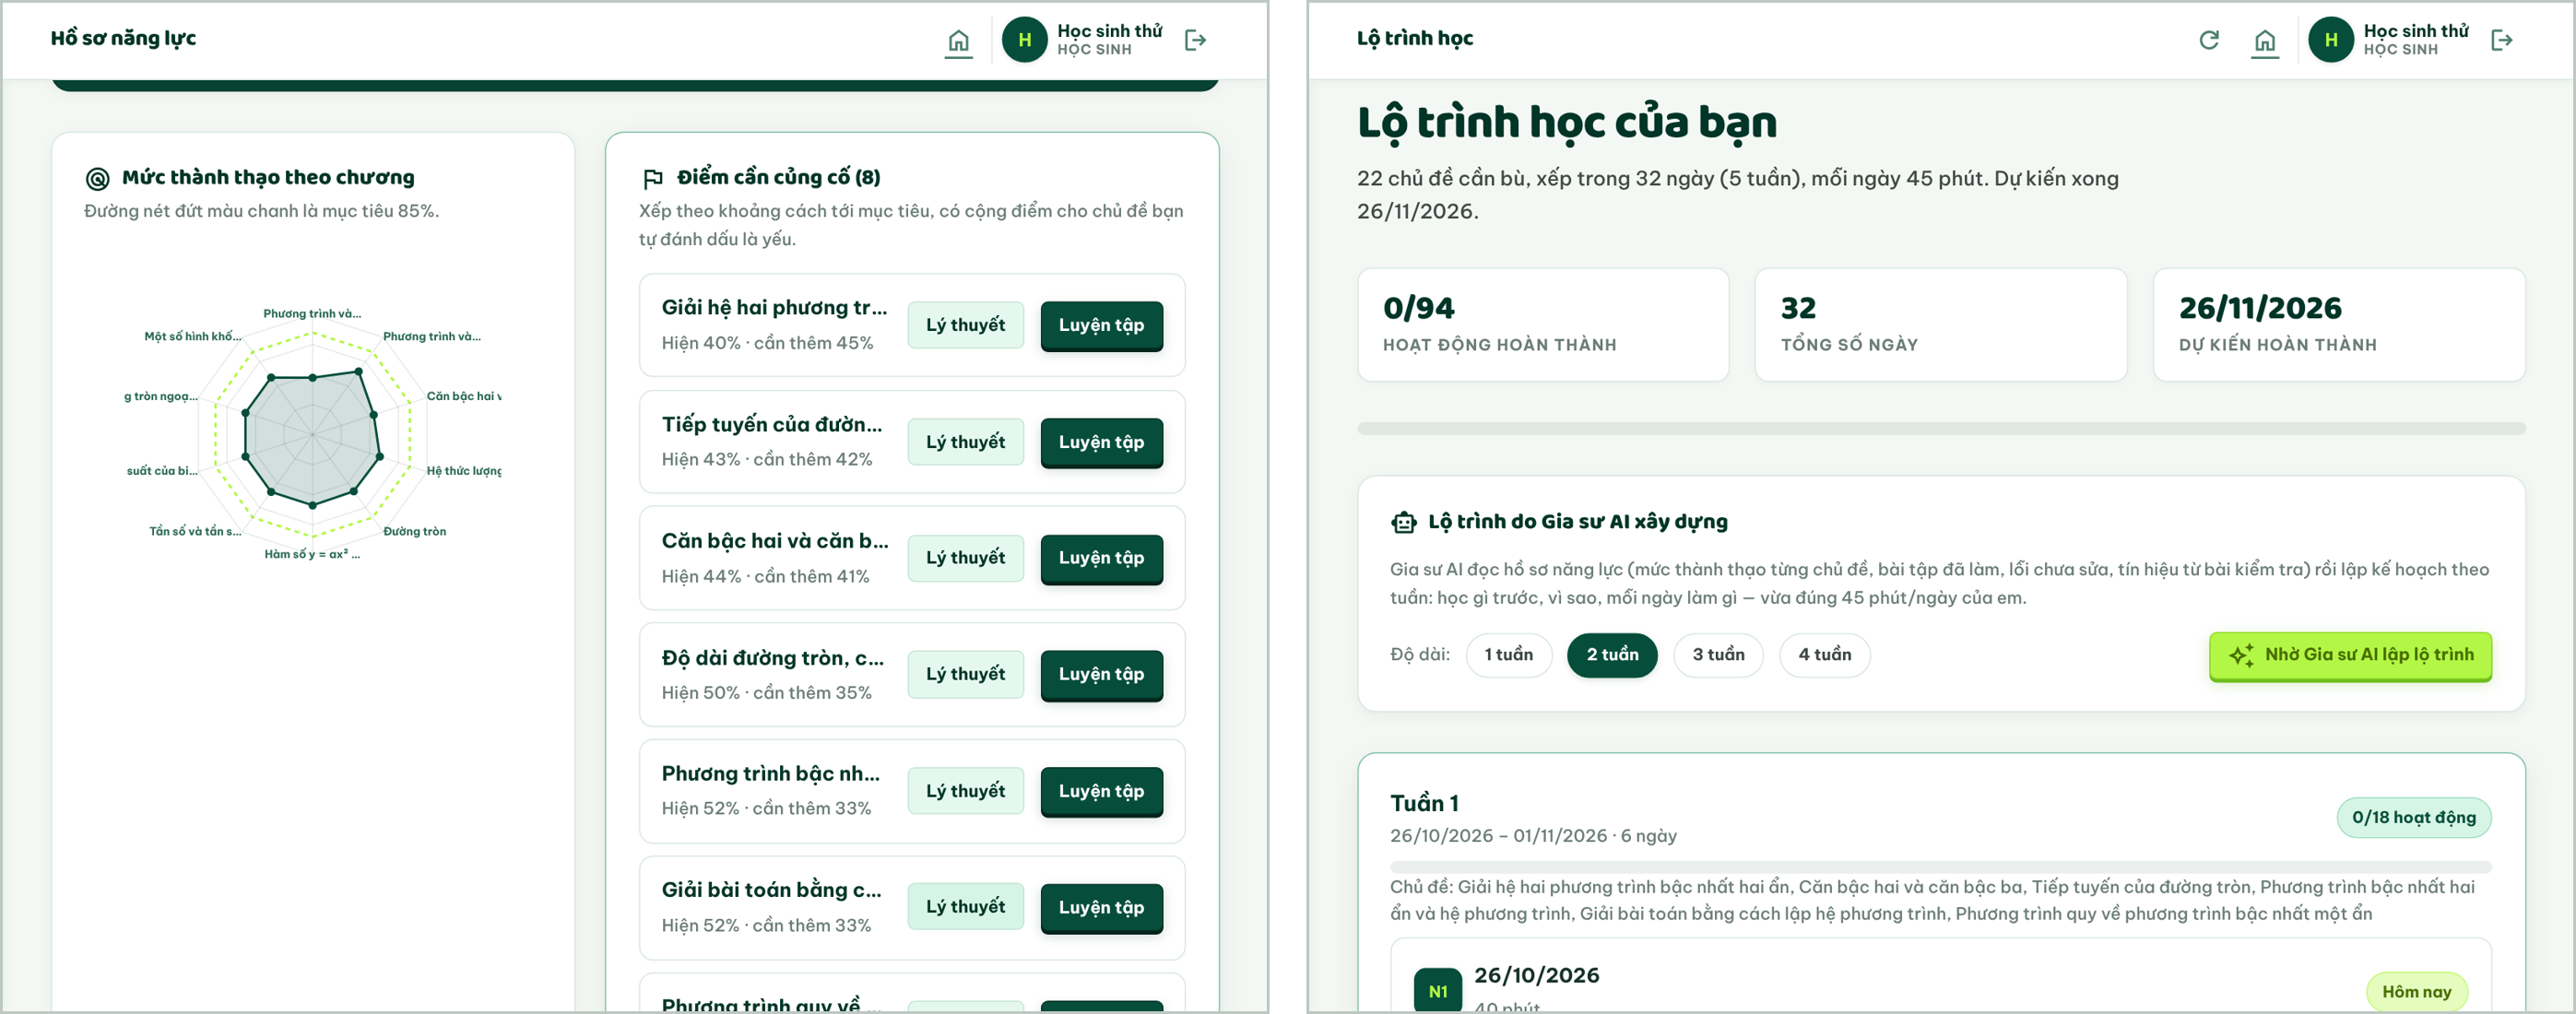 Hồ sơ năng lực
H
Học sinh thử
HỌC SINH
Mức thành thạo theo chương
Đường nét đứt màu chanh là mục tiêu 85%.
Phương trình và...
Một số hình khố...
Phương trình và...
g tròn ngoạ...
Căn bậc hai v
suất của bi...
Hệ thức lượng
Tần số và tần s...
Đường tròn
Hàm số y = ax² ...
Điểm cần củng cố (8)
Xếp theo khoảng cách tới mục tiêu, có cộng điểm cho chủ đề bạn
tự đánh dấu là yếu.
Giải hệ hai phương tr...
Hiện 40% · cần thêm 45%
Lý thuyết
Luyện tập
Tiếp tuyến của đườn...
Hiện 43% · cần thêm 42%
Lý thuyết
Luyện tập
Căn bậc hai và căn b...
Hiện 44% · cần thêm 41%
Lý thuyết
Luyện tập
Độ dài đường tròn, c...
Hiện 50% · cần thêm 35%
Lý thuyết
Luyện tập
Phương trình bậc nh...
Hiện 52% · cần thêm 33%
Lý thuyết
Luyện tập
Giải bài toán bằng c...
Hiện 52% · cần thêm 33%
Lý thuyết
Luyện tập
Phương trình quy về ...
Lộ trình học
H
Học sinh thử
HỌC SINH
Lộ trình học của bạn
22 chủ đề cần bù, xếp trong 32 ngày (5 tuần), mỗi ngày 45 phút. Dự kiến xong
26/11/2026.
0/94
HOẠT ĐỘNG HOÀN THÀNH
32
TỔNG SỐ NGÀY
26/11/2026
DỰ KIẾN HOÀN THÀNH
Lộ trình do Gia sư AI xây dựng
Gia sư AI đọc hồ sơ năng lực (mức thành thạo từng chủ đề, bài tập đã làm, lỗi chưa sửa, tín hiệu từ bài kiểm tra) rồi lập kế hoạch theo
tuần: học gì trước, vì sao, mỗi ngày làm gì — vừa đúng 45 phút/ngày của em.
Độ dài:
1 tuần
2 tuần
3 tuần
4 tuần
Nhờ Gia sư AI lập lộ trình
Tuần 1
26/10/2026 – 01/11/2026 · 6 ngày
0/18 hoạt động
Chủ đề: Giải hệ hai phương trình bậc nhất hai ẩn, Căn bậc hai và căn bậc ba, Tiếp tuyến của đường tròn, Phương trình bậc nhất hai
ẩn và hệ phương trình, Giải bài toán bằng cách lập hệ phương trình, Phương trình quy về phương trình bậc nhất một ẩn
N1
26/10/2026
40 phút
Hôm nay